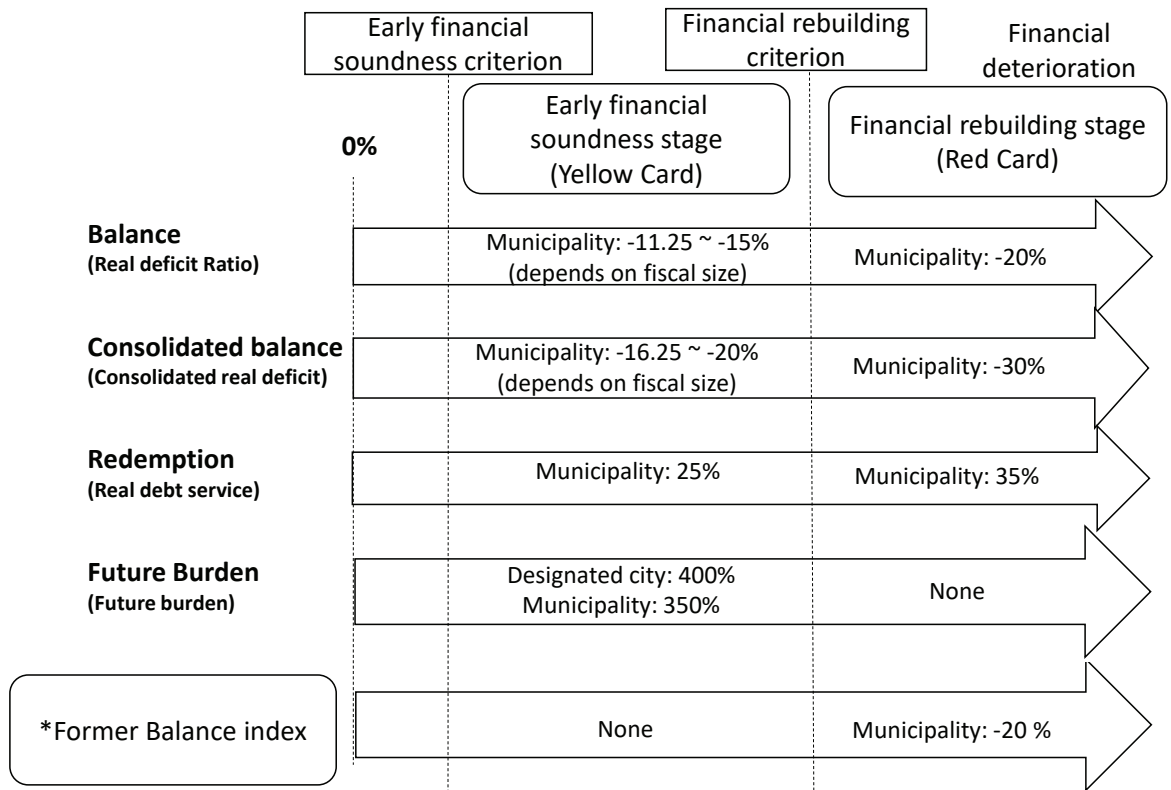 Early financial
soundness criterion
Financial rebuilding
criterion
Financial
deterioration
Early financial
soundness stage
(Yellow Card)
Financial rebuilding stage
(Red Card)
0%
Balance
(Real deficit Ratio)
Municipality: -11.25 ~ -15%
(depends on fiscal size)
Municipality: -20%
Consolidated balance
(Consolidated real deficit)
Municipality: -16.25 ~ -20%
(depends on fiscal size)
Municipality: -30%
Redemption
(Real debt service)
Municipality: 25%
Municipality: 35%
Future Burden
(Future burden)
Designated city: 400%
Municipality: 350%
None
*Former Balance index
None
Municipality: -20 %